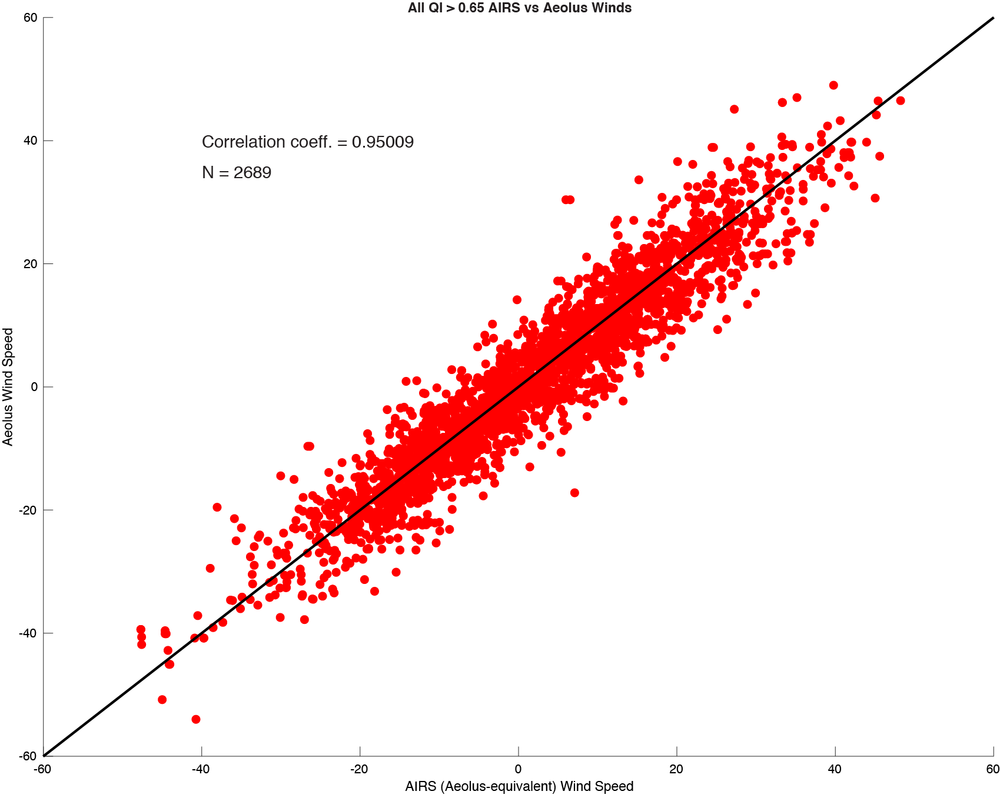 All QI > 0.65 AIRS vs Aeolus Winds
60
40
20
0
-20
-40
-60
Correlation coeff. = 0.95009
N = 2689
Aeolus Wind Speed
-60 -40 -20 0 20 40 60
AIRS (Aeolus-equivalent) Wind Speed